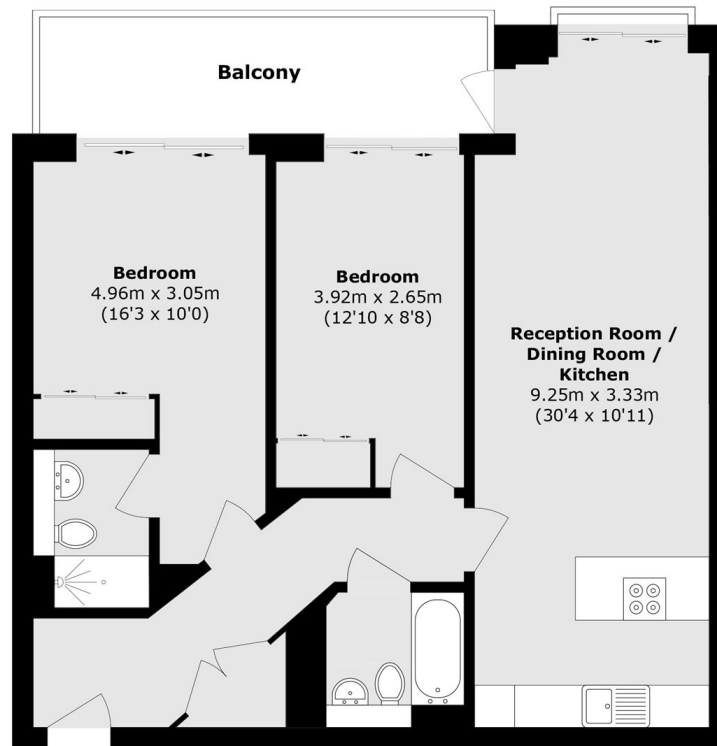 Balcony
Bedroom
4.96m x 3.05m
(16'3 x 10'0)
Bedroom
3.92m x 2.65m
(12'10 x 8'8)
Reception Room /
Dining Room /
Kitchen
9.25m x 3.33m
(30'4 x 10'11)